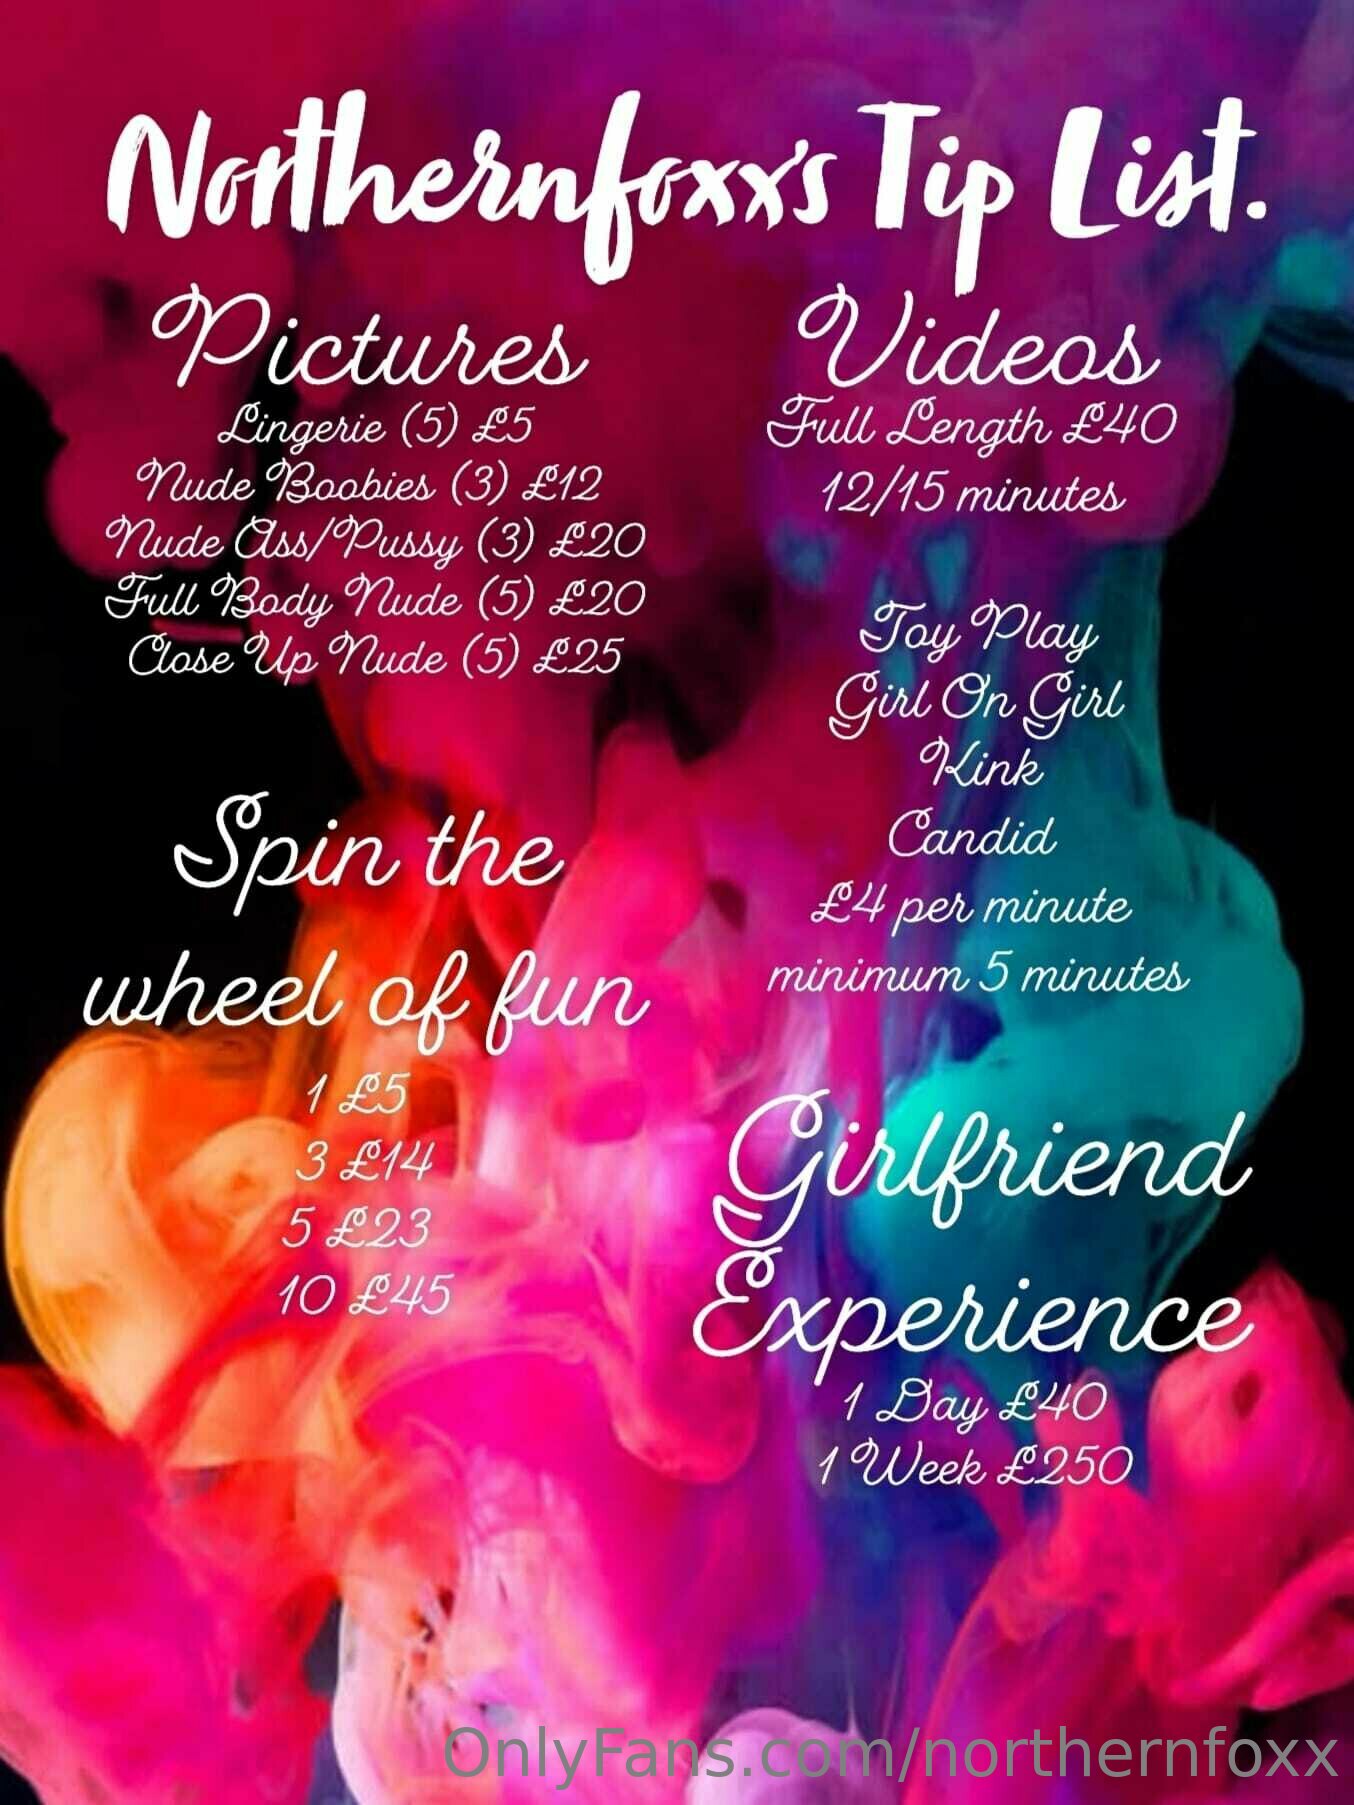 Northernfoxx's Tip List.
Pictures
Lingerie (5) £5
Nude Boobies (3) £12
Nude Ass/Pussy (3) £20
Full Body Nude (5) £20
Close Up Nude (5) £25
Spin the
wheel of fun
1 £5
3 £14
5 £23
10 £45
Videos
Full Length £40
12/15 minutes
Toy Play
Girl On Girl
Kink
Candid
£4 per minute
minimum 5 minutes
Girlfriend
Experience
1 Day £40
1 Week £250
OnlyFans.com/northernfoxx